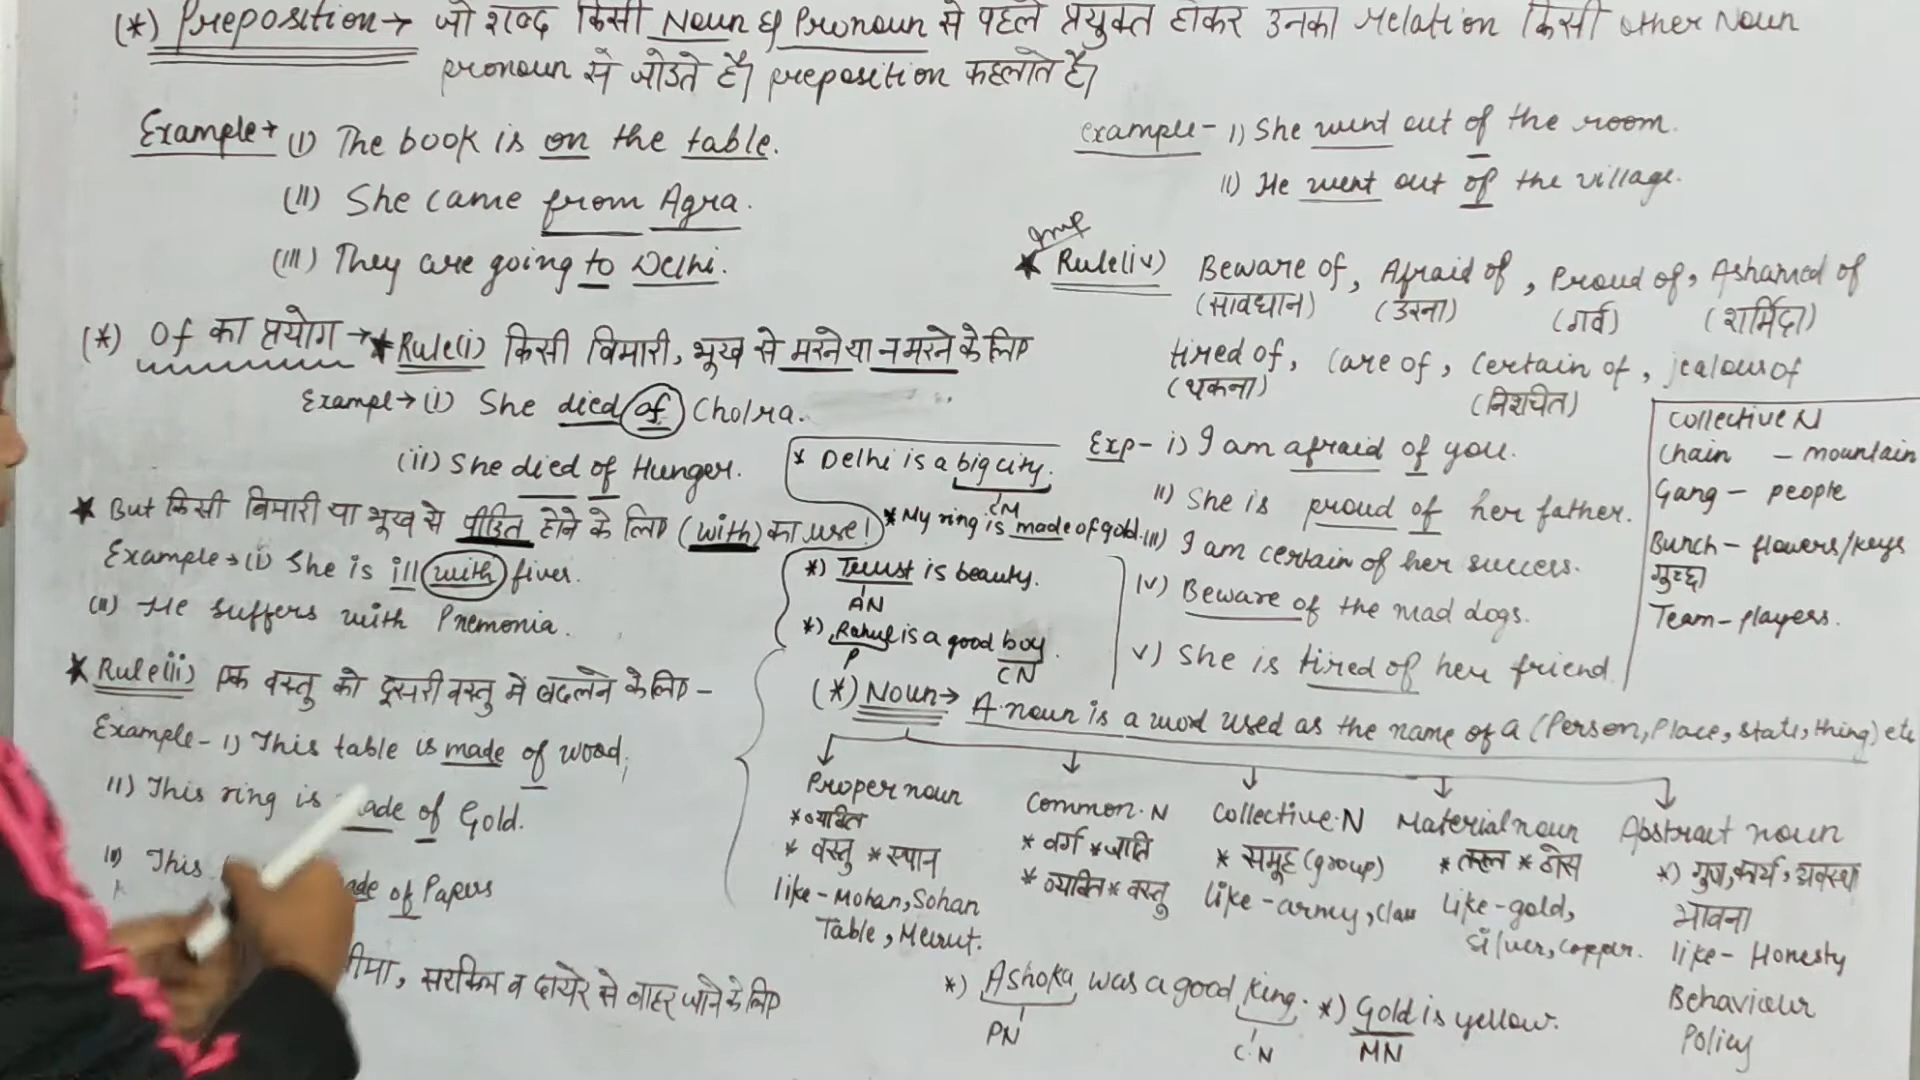 (*) Preposition → जो शब्द किसी Noun & Pronoun से पहले प्रयुक्त होकर उनका relation किसी other Noun
pronoun से जोडते है। preposition कहलाते है।
Example → (I) The book is on the table.
(II) She came from Agra.
(III) They are going to Delhi.
(*) Of का प्रयोग → ★ Rule(i) किसी बिमारी, भूख से मरने या न मरने के लिए
Exampl → (i) She died of Cholra.
(ii) She died of Hunger.
★ But किसी बिमारी या भूख से पीडित होने के लिए (with) का use!
Example → (i) She is ill with fiver.
(II) He suffers with Pnemonia.
★ Rule(ii) एक वस्तु को दूसरी वस्तु में बदलने के लिए -
Example - I) This table is made of wood,
II) This ring is made of Gold.
This of Papers
सरकिल व दायरे से बाहर जाने के लिए
example - I) She went out of the room.
II) He went out of the village.
Imp
★ Rule(iv) Beware of, Afraid of, Proud of, Ashamed of
(सावधान) (डरना) (गर्व) (शर्मिंदा)
tired of, Care of, Certain of, jealous of
(थकना) (निशचित)
Exp - i) I am afraid of you.
II) She is proud of her father.
III) I am certain of her success.
IV) Beware of the mad dogs.
V) She is tired of her friend.
Collective N
Chain - mountain
Gang - people
Bunch - flowers/keys
गुच्छा
Team - players.
* Delhi is a big city.
CM
* My ring is made of gold.
*) Trust is beauty.
AN
*) Rahul is a good boy.
P CN
(*) Noun → A noun is a word used as the name of a (Person, Place, stats, thing) etc
Proper noun
* व्यक्ति
* वस्तु * स्थान
like - Mohan, Sohan
Table, Merrut.
Common.N
* वर्ग * जाति
* व्यक्ति * वस्तु
Collective.N
* समूह (group)
like - army, Class
Material noun
* तरल * ठोस
like - gold,
silver, copper.
Abstract noun
*) गुण, कार्य, अवस्था
भावना
like - Honesty
Behaviour
Policy
*) Ashoka was a good king.
PN C.N
*) Gold is yellow.
MN